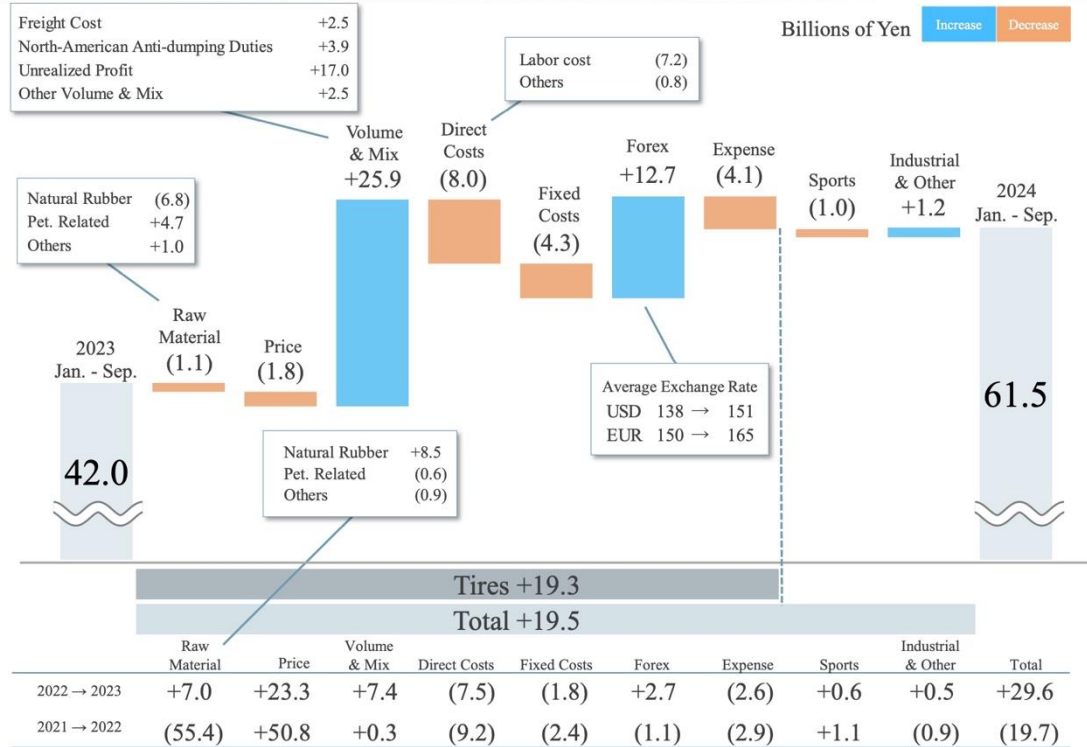 Freight Cost +2.5
North-American Anti-dumping Duties +3.9
Unrealized Profit +17.0
Other Volume & Mix +2.5
Billions of Yen
Increase
Decrease
Labor cost (7.2)
Others (0.8)
Natural Rubber (6.8)
Pet. Related +4.7
Others +1.0
2023
Jan. - Sep.
42.0
Raw
Material
(1.1)
Price
(1.8)
Volume
& Mix
+25.9
Direct
Costs
(8.0)
Fixed
Costs
(4.3)
Forex
+12.7
Expense
(4.1)
Sports
(1.0)
Industrial
& Other
+1.2
2024
Jan. - Sep.
61.5
Average Exchange Rate
USD 138 → 151
EUR 150 → 165
Natural Rubber +8.5
Pet. Related (0.6)
Others (0.9)
Tires +19.3
Total +19.5
Raw
Material
Price
Volume
& Mix
Direct Costs
Fixed Costs
Forex
Expense
Sports
Industrial
& Other
Total
2022 → 2023 +7.0 +23.3 +7.4 (7.5) (1.8) +2.7 (2.6) +0.6 +0.5 +29.6
2021 → 2022 (55.4) +50.8 +0.3 (9.2) (2.4) (1.1) (2.9) +1.1 (0.9) (19.7)